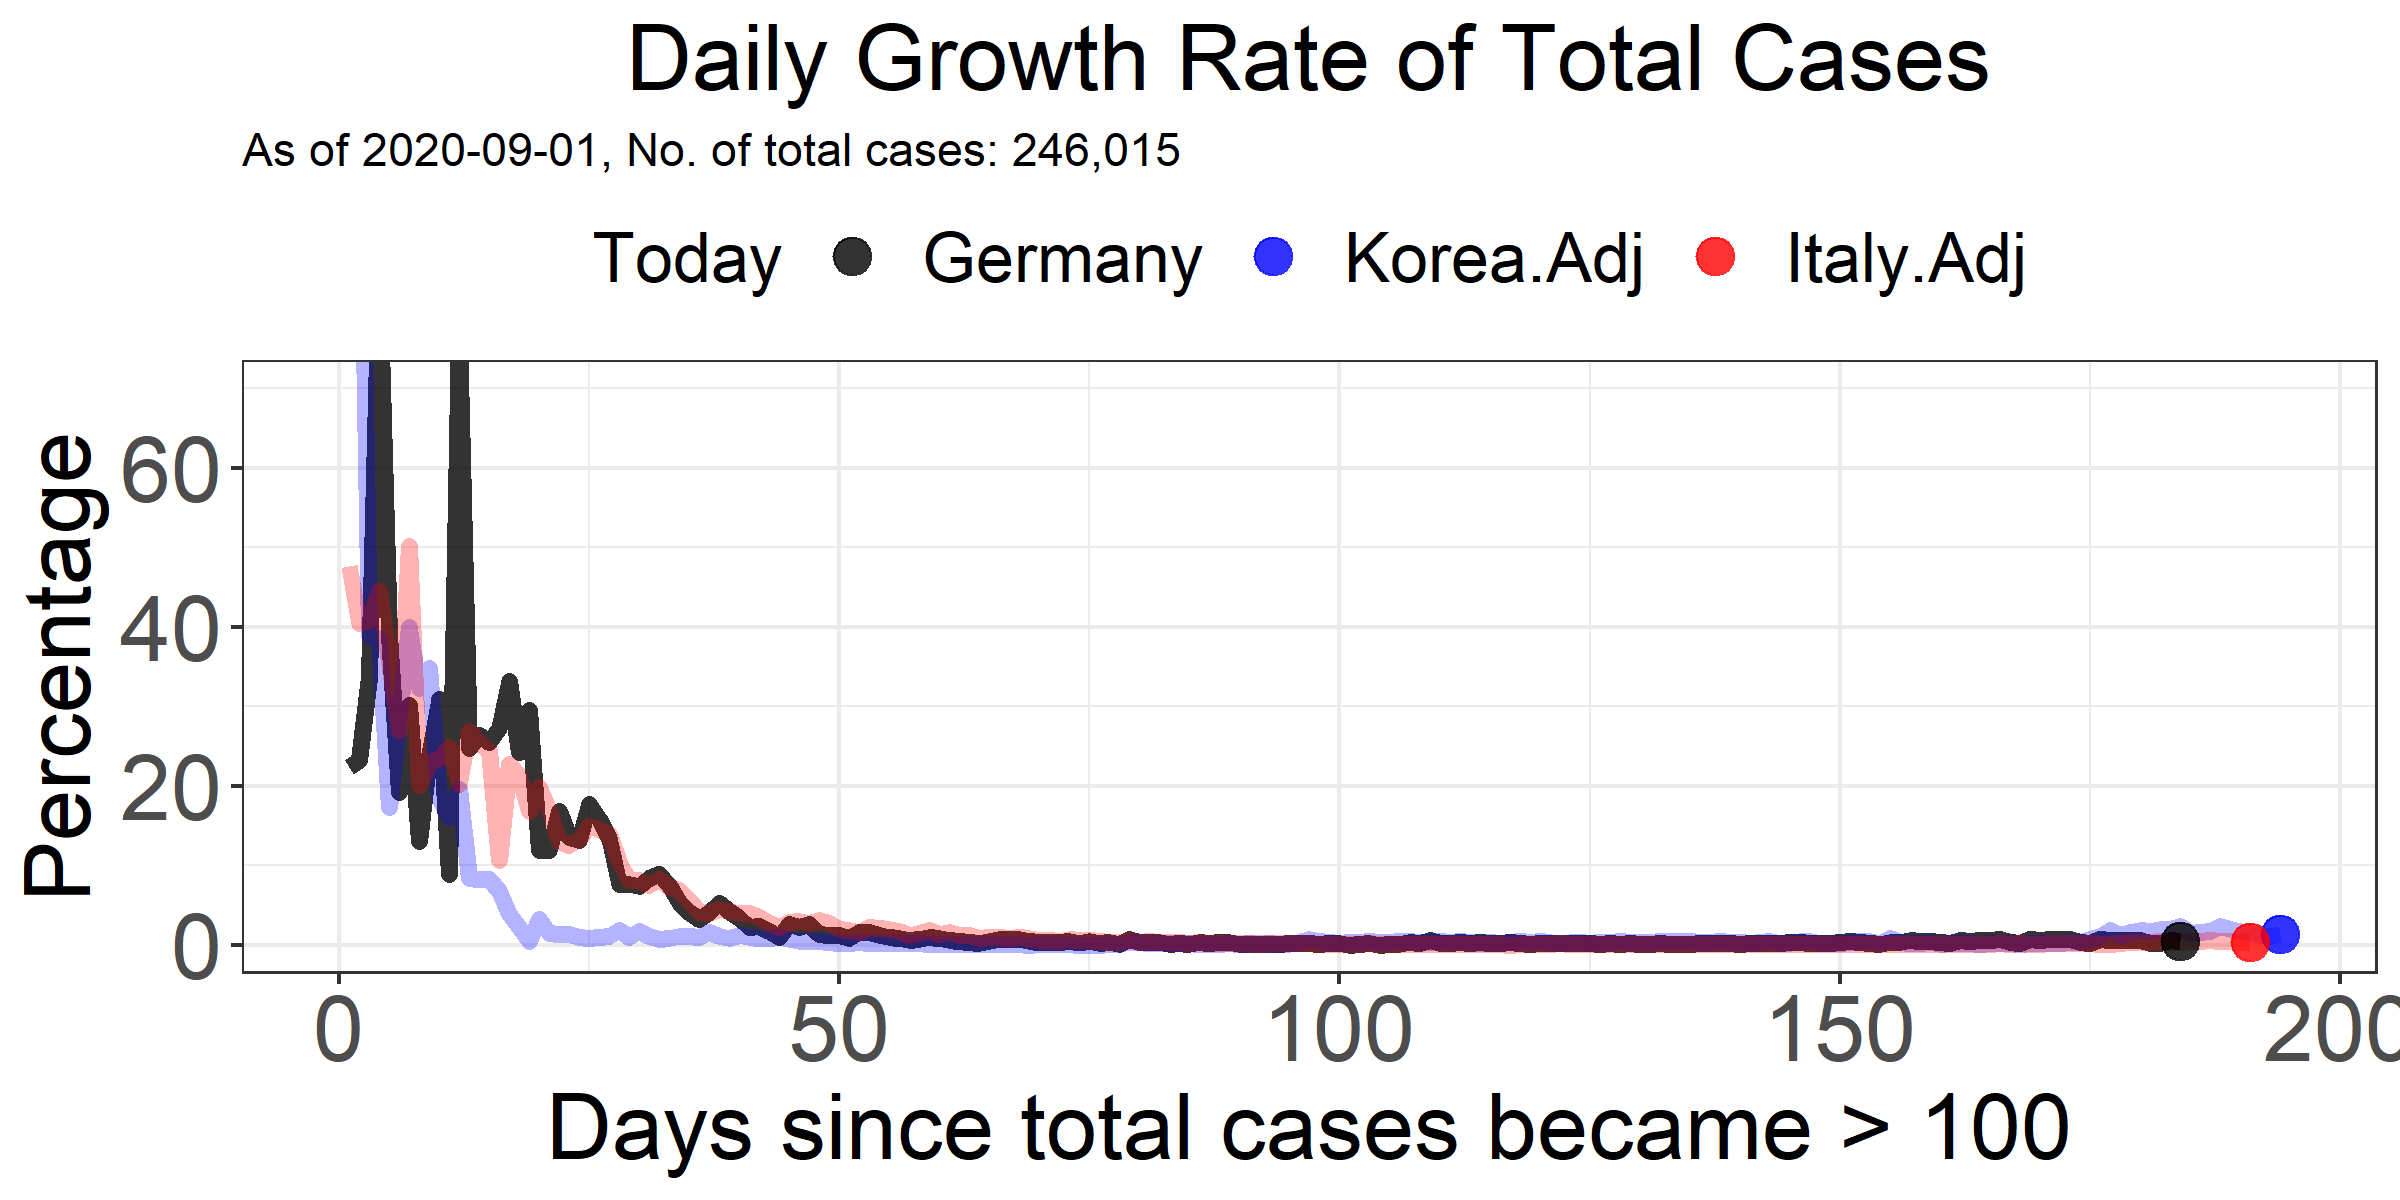 Daily Growth Rate of Total Cases
As of 2020-09-01, No. of total cases: 246,015
Today Germany Korea.Adj Italy.Adj
Percentage
60
40
20
0
0 50 100 150 200
Days since total cases became > 100